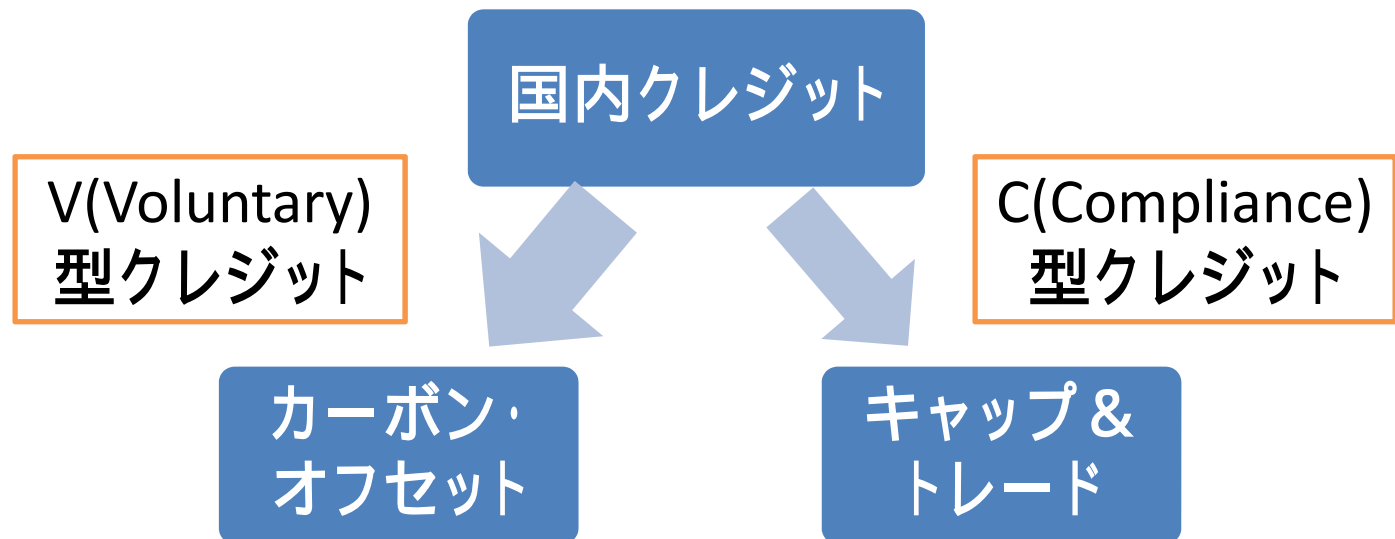 国内クレジット
V(Voluntary)
型クレジット
C(Compliance)
型クレジット
カーボン・
オフセット
キャップ＆
トレード